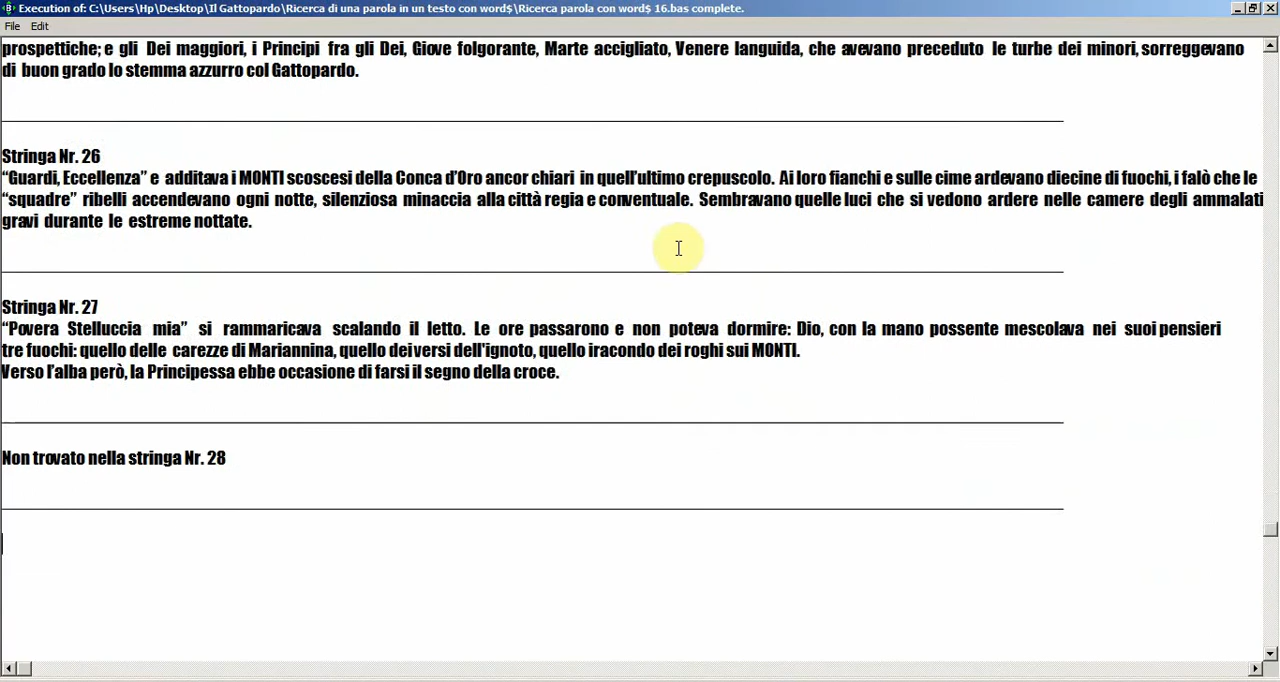 Execution of: C:\Users\Hp\Desktop\Il Gattopardo\Ricerca di una parola in un testo con word$\Ricerca parola con word$ 16.bas complete.
File Edit
prospettiche; e gli Dei maggiori, i Principi fra gli Dei, Giove folgorante, Marte accigliato, Venere languida, che avevano preceduto le turbe dei minori, sorreggevano
di buon grado lo stemma azzurro col Gattopardo.
Stringa Nr. 26
“Guardi, Eccellenza” e additava i MONTI scoscesi della Conca d’Oro ancor chiari in quell’ultimo crepuscolo. Ai loro fianchi e sulle cime ardevano diecine di fuochi, i falò che le
“squadre” ribelli accendevano ogni notte, silenziosa minaccia alla città regia e conventuale. Sembravano quelle luci che si vedono ardere nelle camere degli ammalati
gravi durante le estreme nottate.
Stringa Nr. 27
“Povera Stelluccia mia” si rammaricava scalando il letto. Le ore passarono e non poteva dormire: Dio, con la mano possente mescolava nei suoi pensieri
tre fuochi: quello delle carezze di Mariannina, quello dei versi dell'ignoto, quello iracondo dei roghi sui MONTI.
Verso l’alba però, la Principessa ebbe occasione di farsi il segno della croce.
Non trovato nella stringa Nr. 28